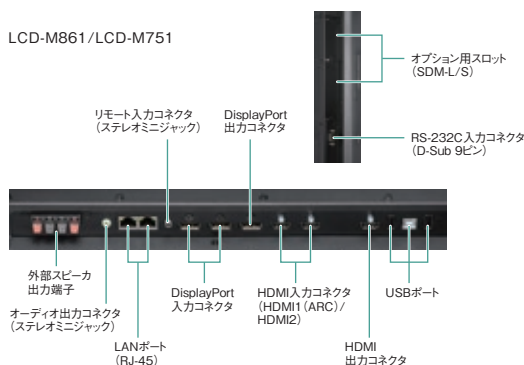 LCD-M861/LCD-M751
オプション用スロット
(SDM-L/S)
リモート入力コネクタ
(ステレオミニジャック)
DisplayPort
出力コネクタ
RS-232C入力コネクタ
(D-Sub 9ピン)
外部スピーカ
出力端子
オーディオ出力コネクタ
(ステレオミニジャック)
LANポート
(RJ-45)
DisplayPort
入力コネクタ
HDMI入力コネクタ
(HDMI1(ARC)/
HDMI2)
HDMI
出力コネクタ
USBポート